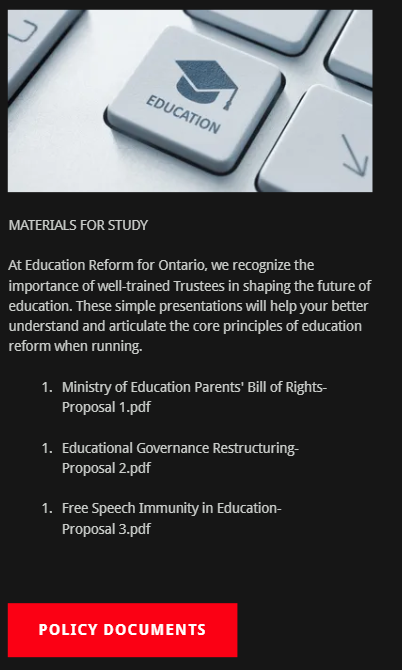 EDUCATION
MATERIALS FOR STUDY
At Education Reform for Ontario, we recognize the
importance of well-trained Trustees in shaping the future of
education. These simple presentations will help your better
understand and articulate the core principles of education
reform when running.
1. Ministry of Education Parents' Bill of Rights-
Proposal 1.pdf
1. Educational Governance Restructuring-
Proposal 2.pdf
1. Free Speech Immunity in Education-
Proposal 3.pdf
POLICY DOCUMENTS